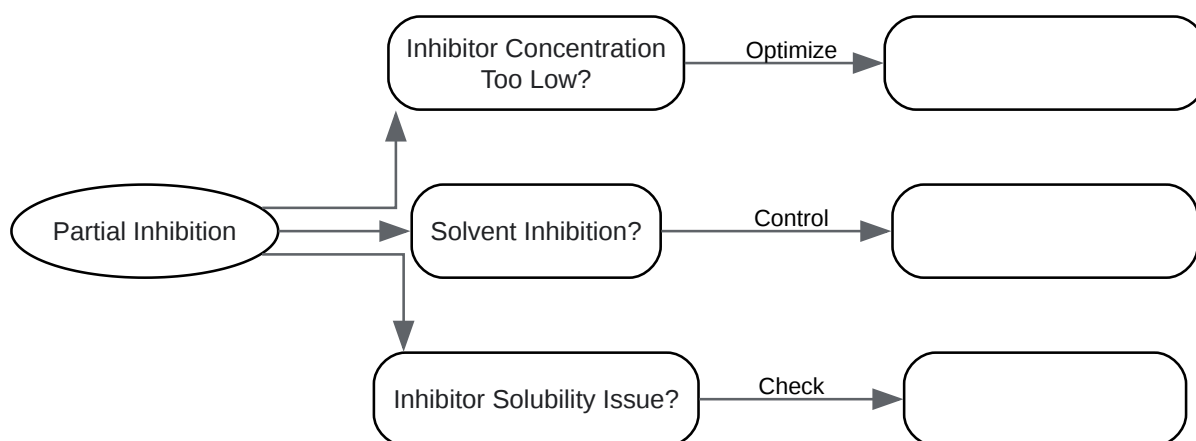 Inhibitor Concentration
Too Low?
Optimize
Partial Inhibition
Solvent Inhibition?
Control
Inhibitor Solubility Issue?
Check